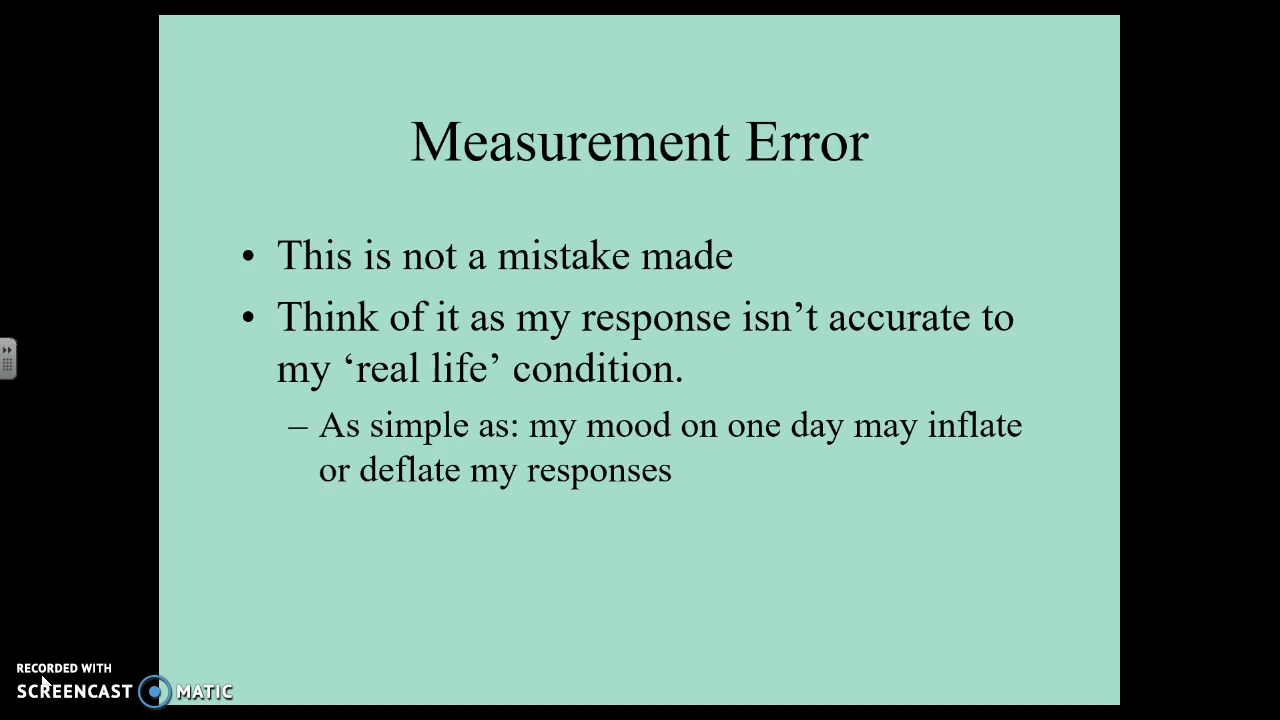 Measurement Error
• This is not a mistake made
• Think of it as my response isn’t accurate to
my ‘real life’ condition.
– As simple as: my mood on one day may inflate
or deflate my responses
RECORDED WITH
SCREENCAST MATIC